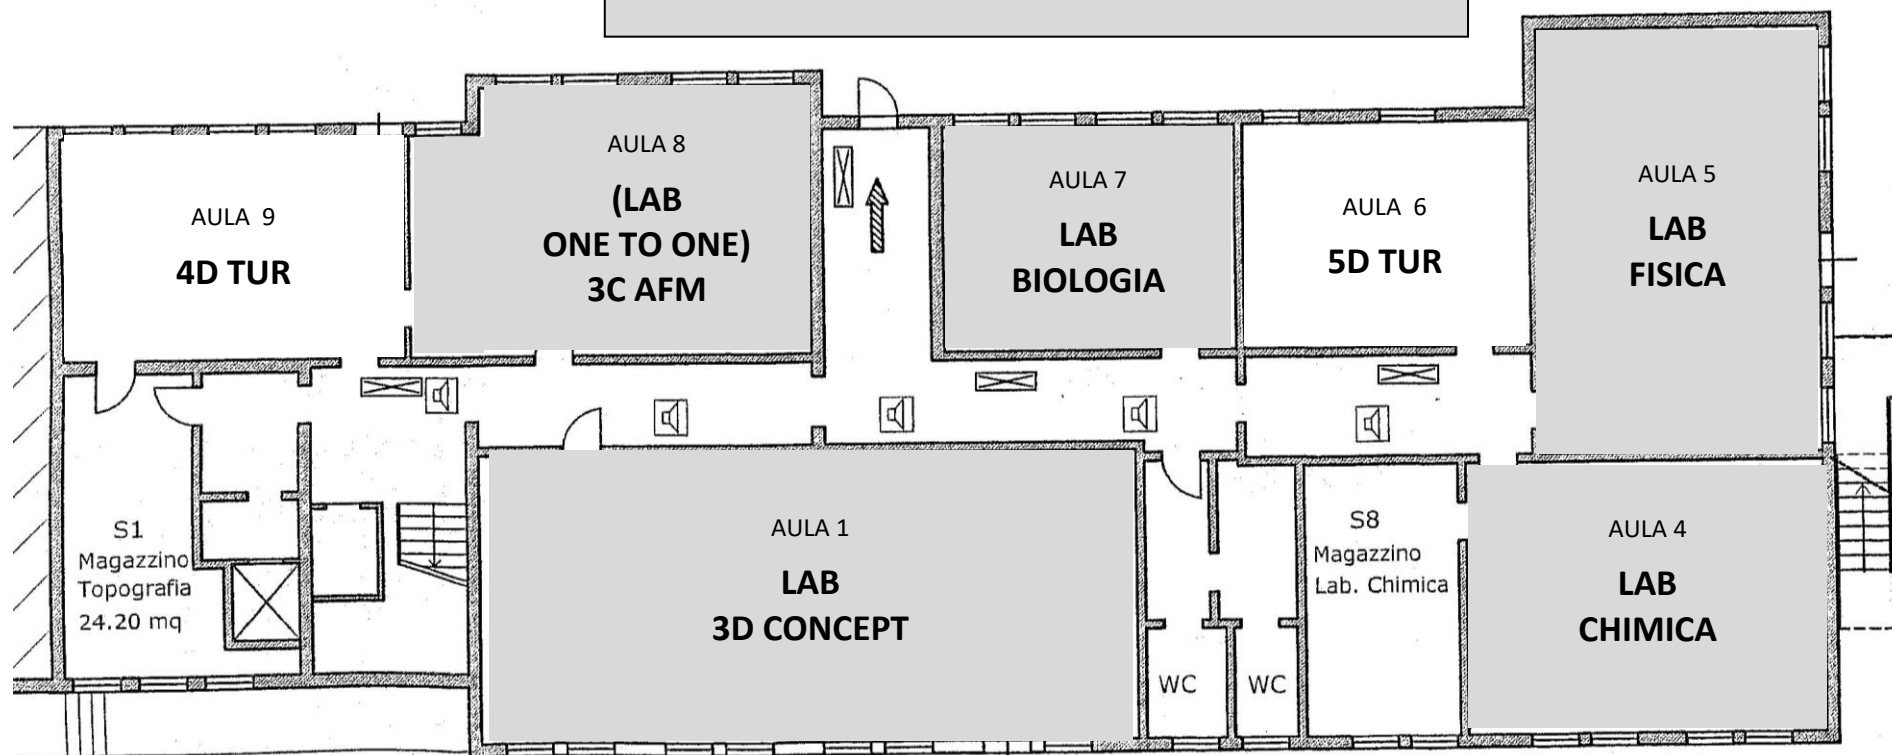 AULA 9
4D TUR
AULA 8
(LAB
ONE TO ONE)
3C AFM
AULA 7
LAB
BIOLOGIA
AULA 6
5D TUR
AULA 5
LAB
FISICA
S1
Magazzino
Topografia
24.20 mq
AULA 1
LAB
3D CONCEPT
WC
WC
S8
Magazzino
Lab. Chimica
AULA 4
LAB
CHIMICA